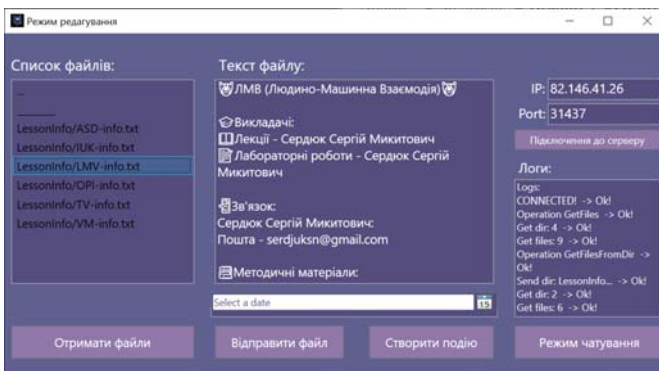 Режим редагування
Список файлів:
..
LessonInfo/ASD-info.txt
LessonInfo/IUK-info.txt
LessonInfo/LMV-info.txt
LessonInfo/OPI-info.txt
LessonInfo/TV-info.txt
LessonInfo/VM-info.txt
Отримати файли
Текст файлу:
ЛМВ (Людино-Машинна Взаємодія)
Викладачі:
Лекції - Сердюк Сергій Микитович
Лабораторні роботи - Сердюк Сергій
Микитович
Зв'язок:
Сердюк Сергій Микитович:
Пошта - serdjuksn@gmail.com
Методичні матеріали:
Select a date
15
Відправити файл
Створити подію
IP: 82.146.41.26
Port: 31437
Підключення до серверу
Логи:
Logs:
CONNECTED! -> Ok!
Operation GetFiles -> Ok!
Get dir: 4 -> Ok!
Get files: 9 -> Ok!
Operation GetFilesFromDir ->
Ok!
Send dir: LessonInfo... -> Ok!
Get dir: 2 -> Ok!
Get files: 6 -> Ok!
Режим чатування